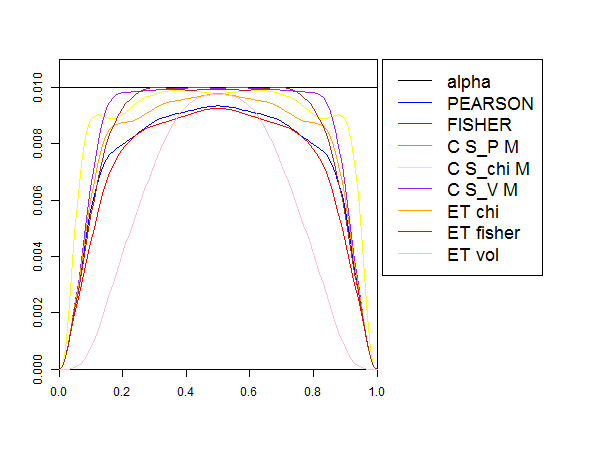 0.010
0.008
0.006
0.004
0.002
0.000
0.0 0.2 0.4 0.6 0.8 1.0
alpha
PEARSON
FISHER
C S_P M
C S_chi M
C S_V M
ET chi
ET fisher
ET vol